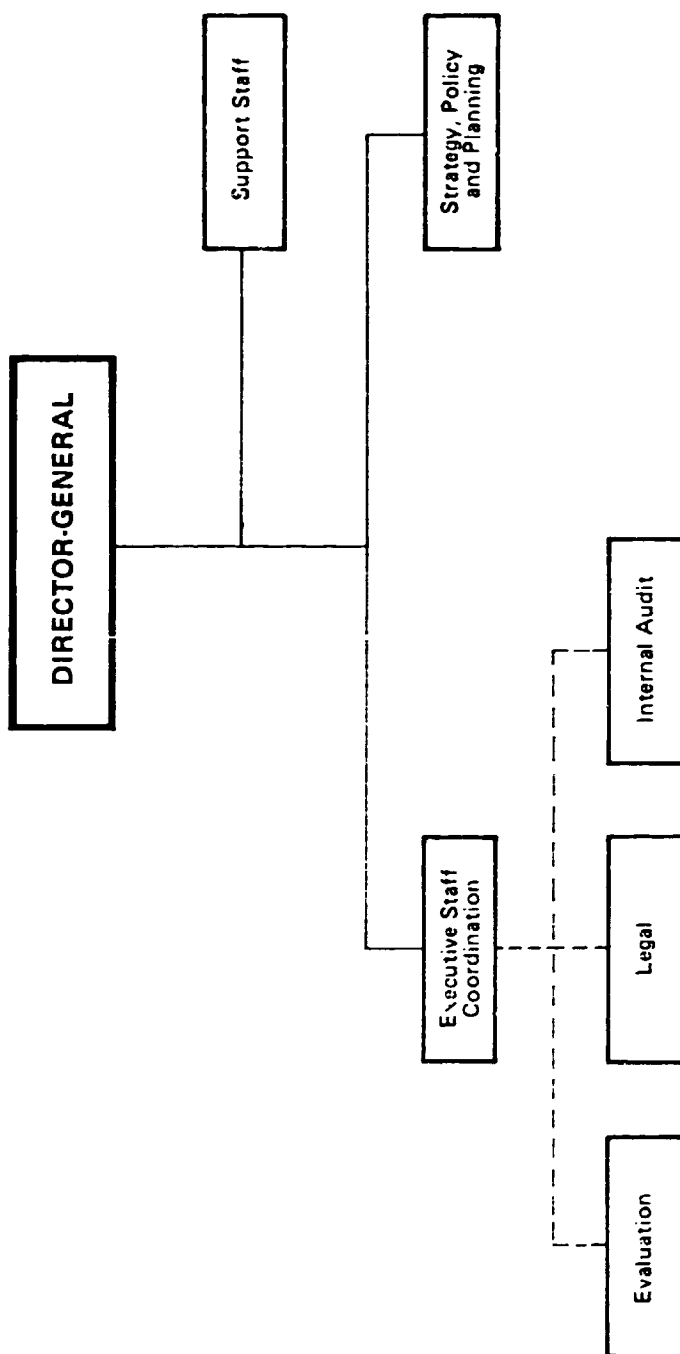 DIRECTOR-GENERAL
Support Staff
Executive Staff
Coordination
Strategy, Policy
and Planning
Evaluation
Legal
Internal Audit